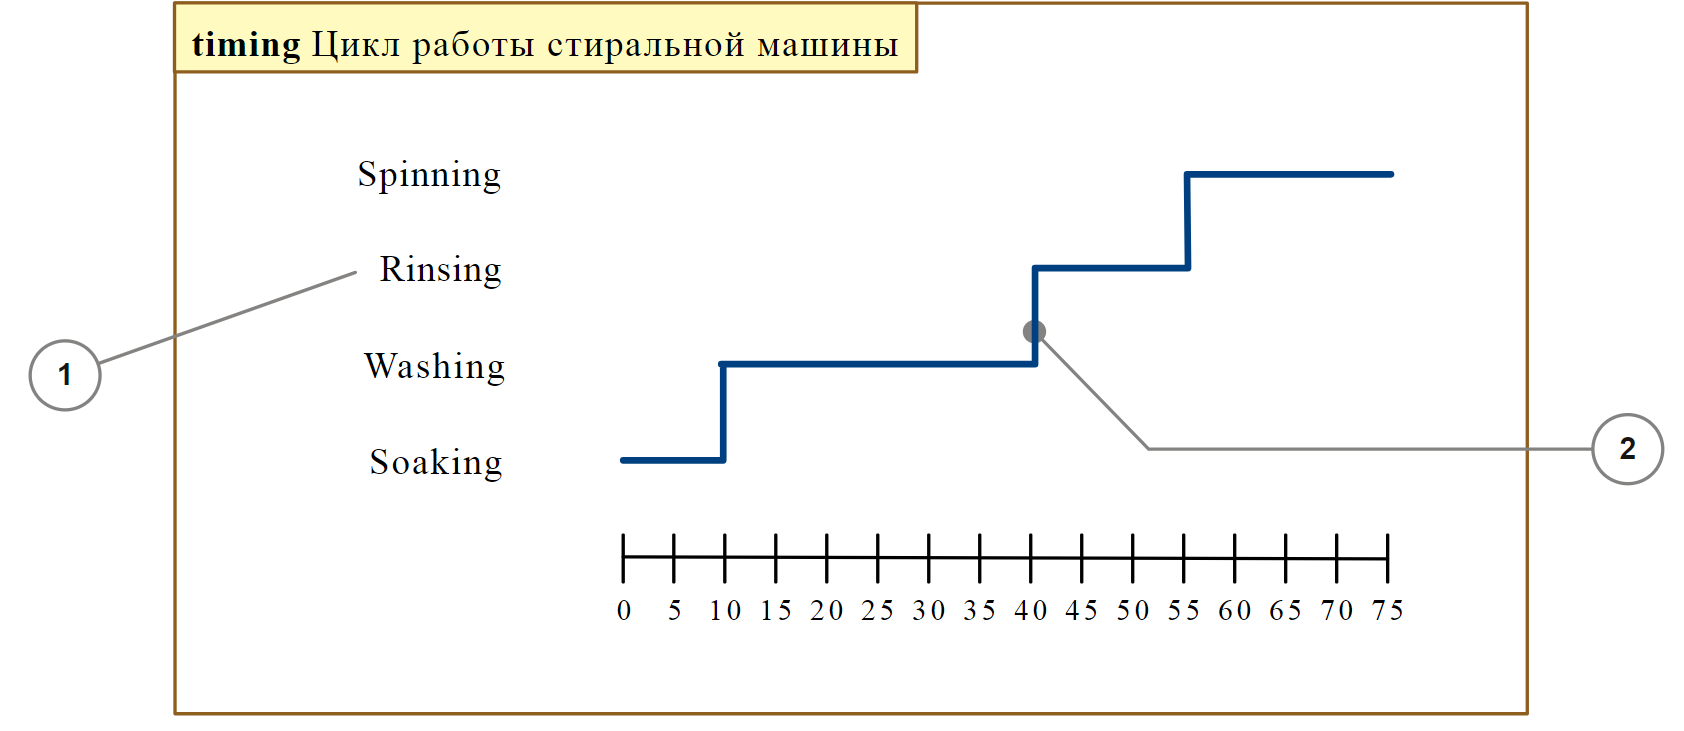 timing Цикл работы стиральной машины
Spinning
Rinsing
1
Washing
2
Soaking
0 5 10 15 20 25 30 35 40 45 50 55 60 65 70 75